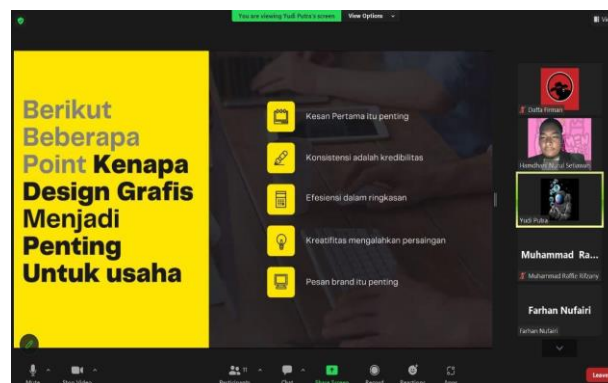 You are viewing Yudi Putra's screen
View Options
Berikut
Beberapa
Point Kenapa
Design Grafis
Menjadi
Penting
Untuk usaha
Kesan Pertama itu penting
Konsistensi adalah kredibilitas
Efesiensi dalam ringkasan
Kreatifitas mengalahkan persaingan
Pesan brand itu penting
Daffa Firman
Yudi Putra
Muhammad Ra...
Muhammad Raffie Rifzany
Farhan Nufairi
Farhan Nufairi
Mute
Stop Video
Participants
11
Chat
Share Screen
Record
Reactions
Apps
Leave